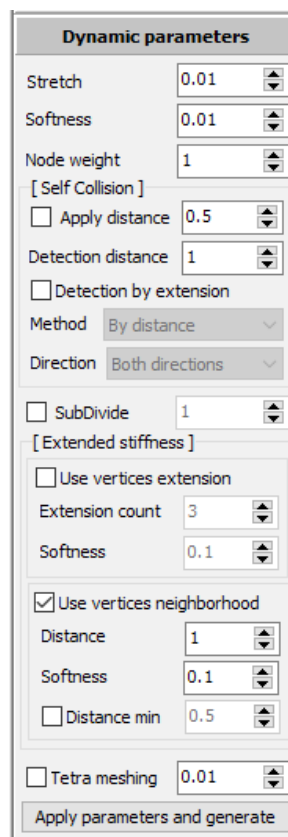 Dynamic parameters
Stretch 0.01
Softness 0.01
Node weight 1
[ Self Collision ]
Apply distance 0.5
Detection distance 1
Detection by extension
Method By distance
Direction Both directions
SubDivide 1
[ Extended stiffness ]
Use vertices extension
Extension count 3
Softness 0.1
Use vertices neighborhood
Distance 1
Softness 0.1
Distance min 0.5
Tetra meshing 0.01
Apply parameters and generate